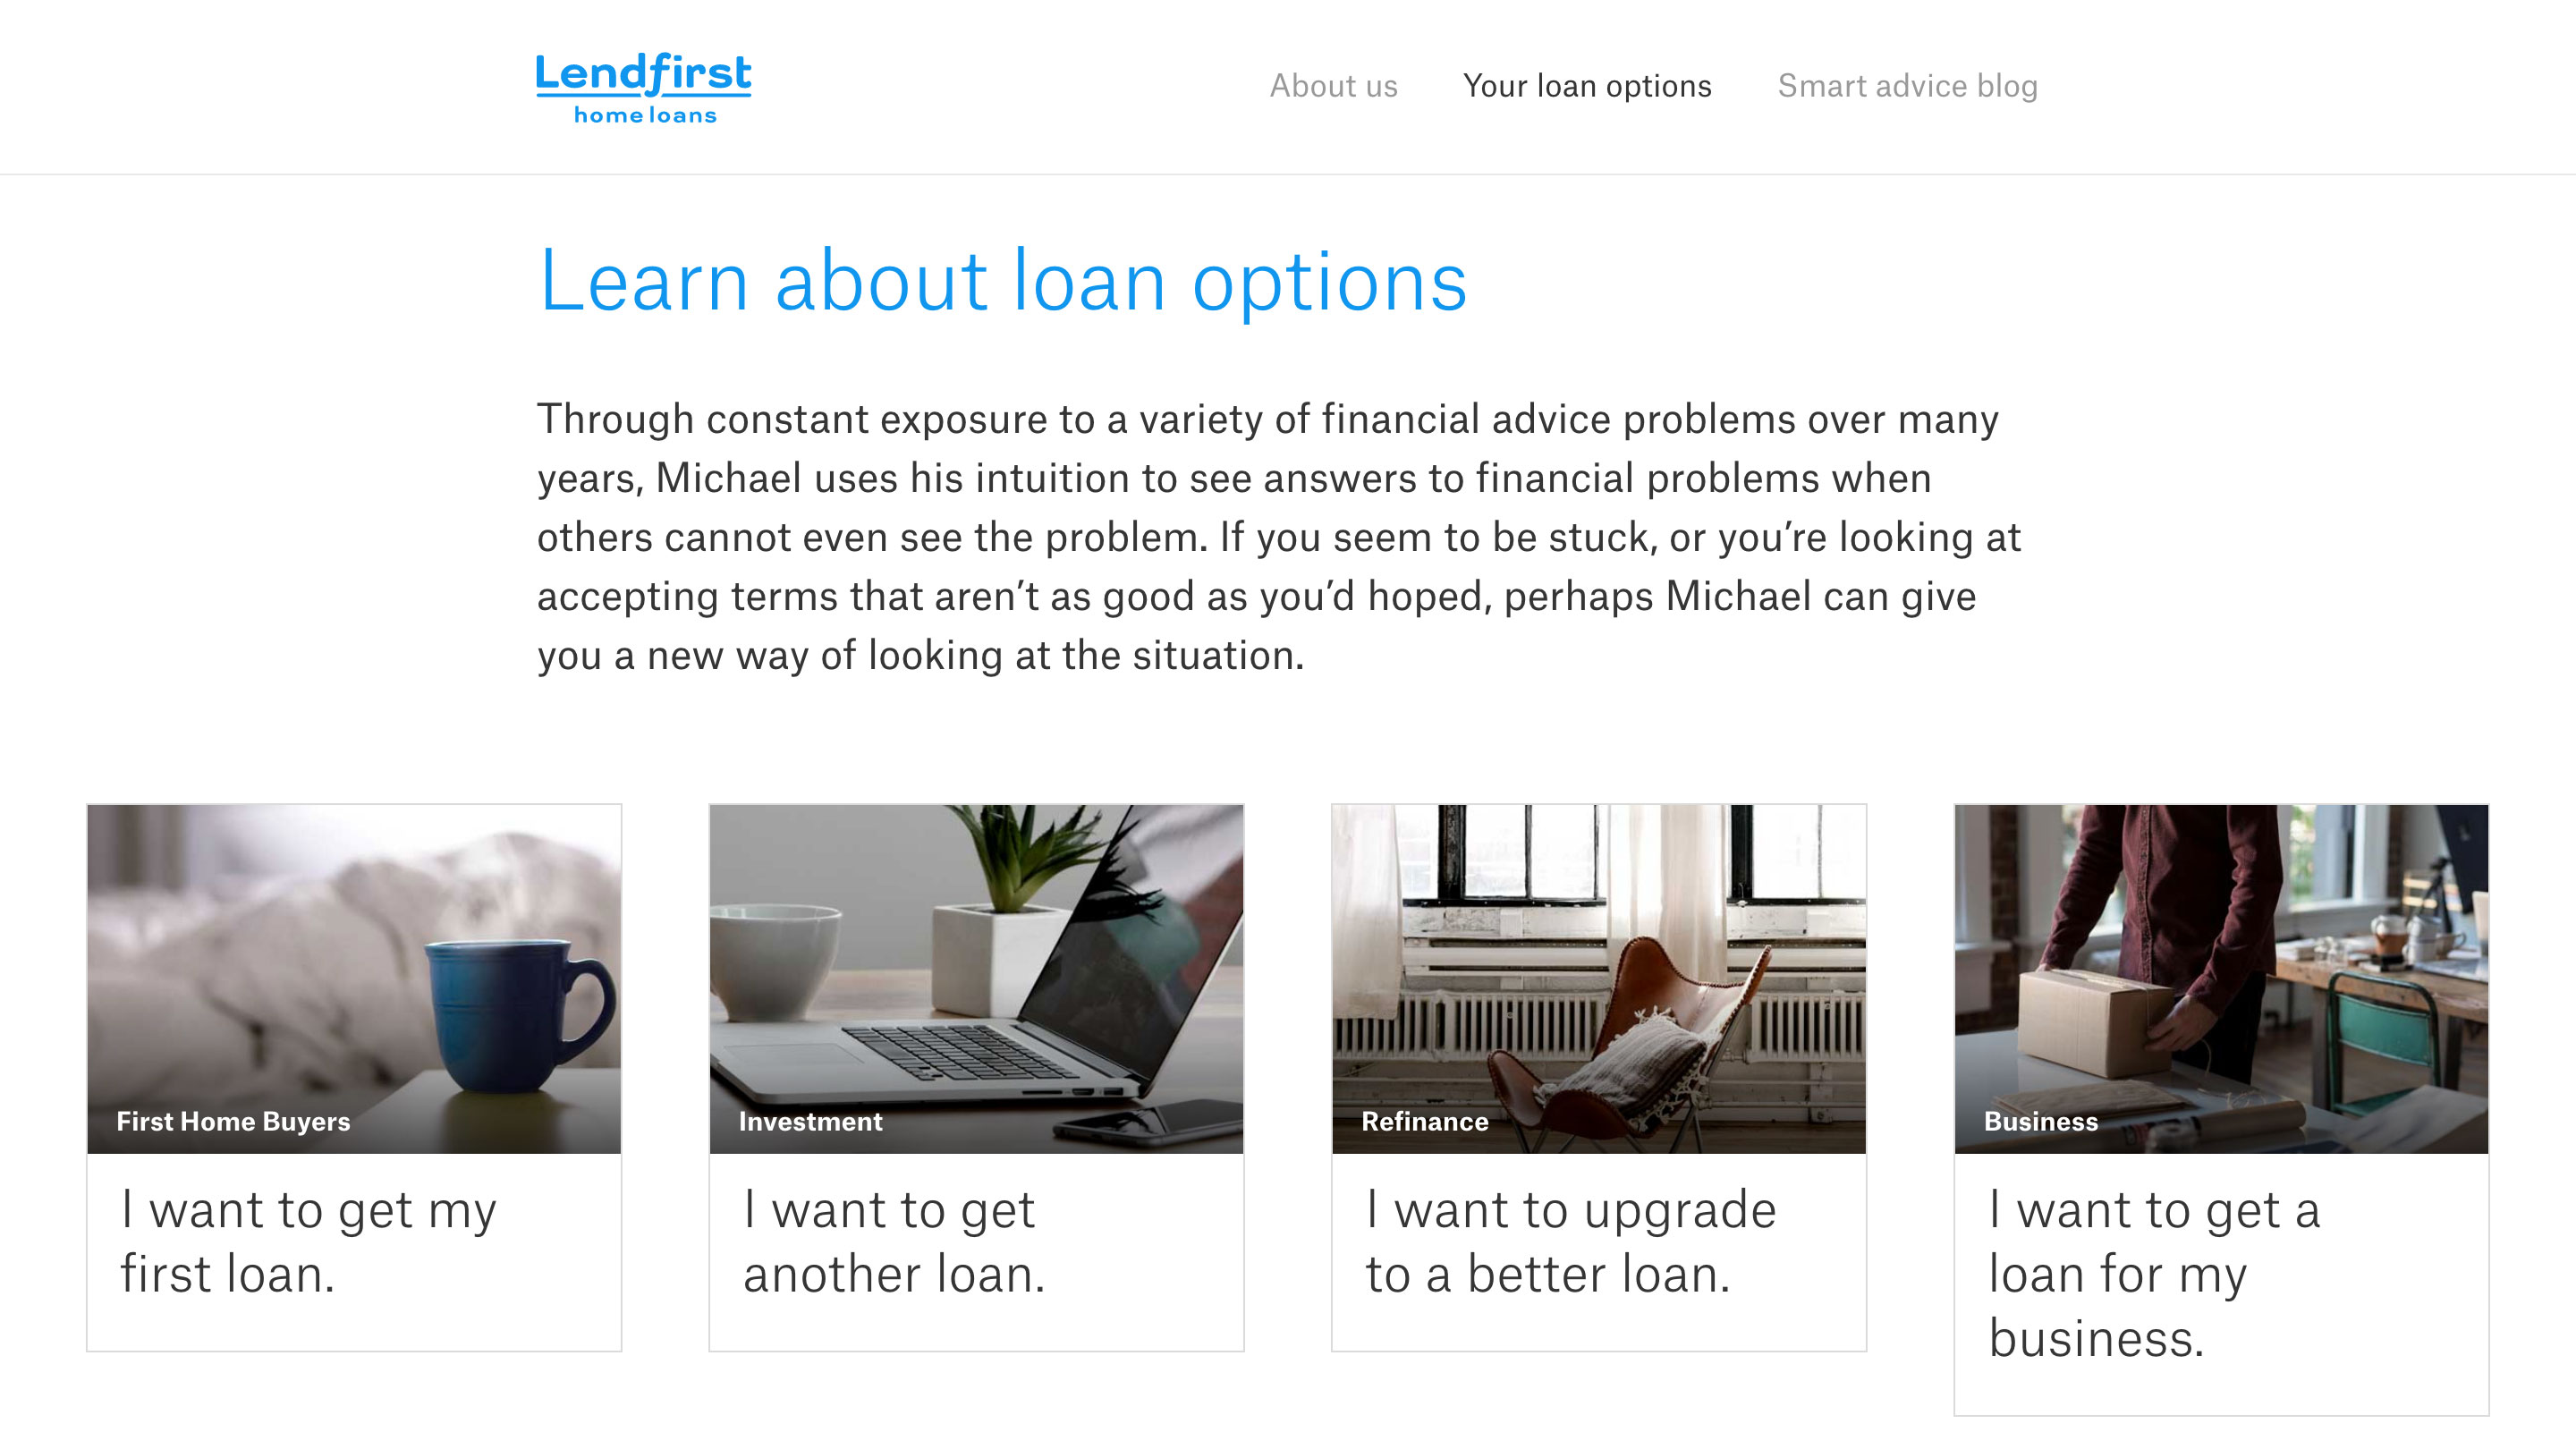 Lendfirst
home loans
About us
Your loan options
Smart advice blog
Learn about loan options
Through constant exposure to a variety of financial advice problems over many
years, Michael uses his intuition to see answers to financial problems when
others cannot even see the problem. If you seem to be stuck, or you’re looking at
accepting terms that aren’t as good as you’d hoped, perhaps Michael can give
you a new way of looking at the situation.
First Home Buyers
I want to get my
first loan.
Investment
I want to get
another loan.
Refinance
I want to upgrade
to a better loan.
Business
I want to get a
loan for my
business.